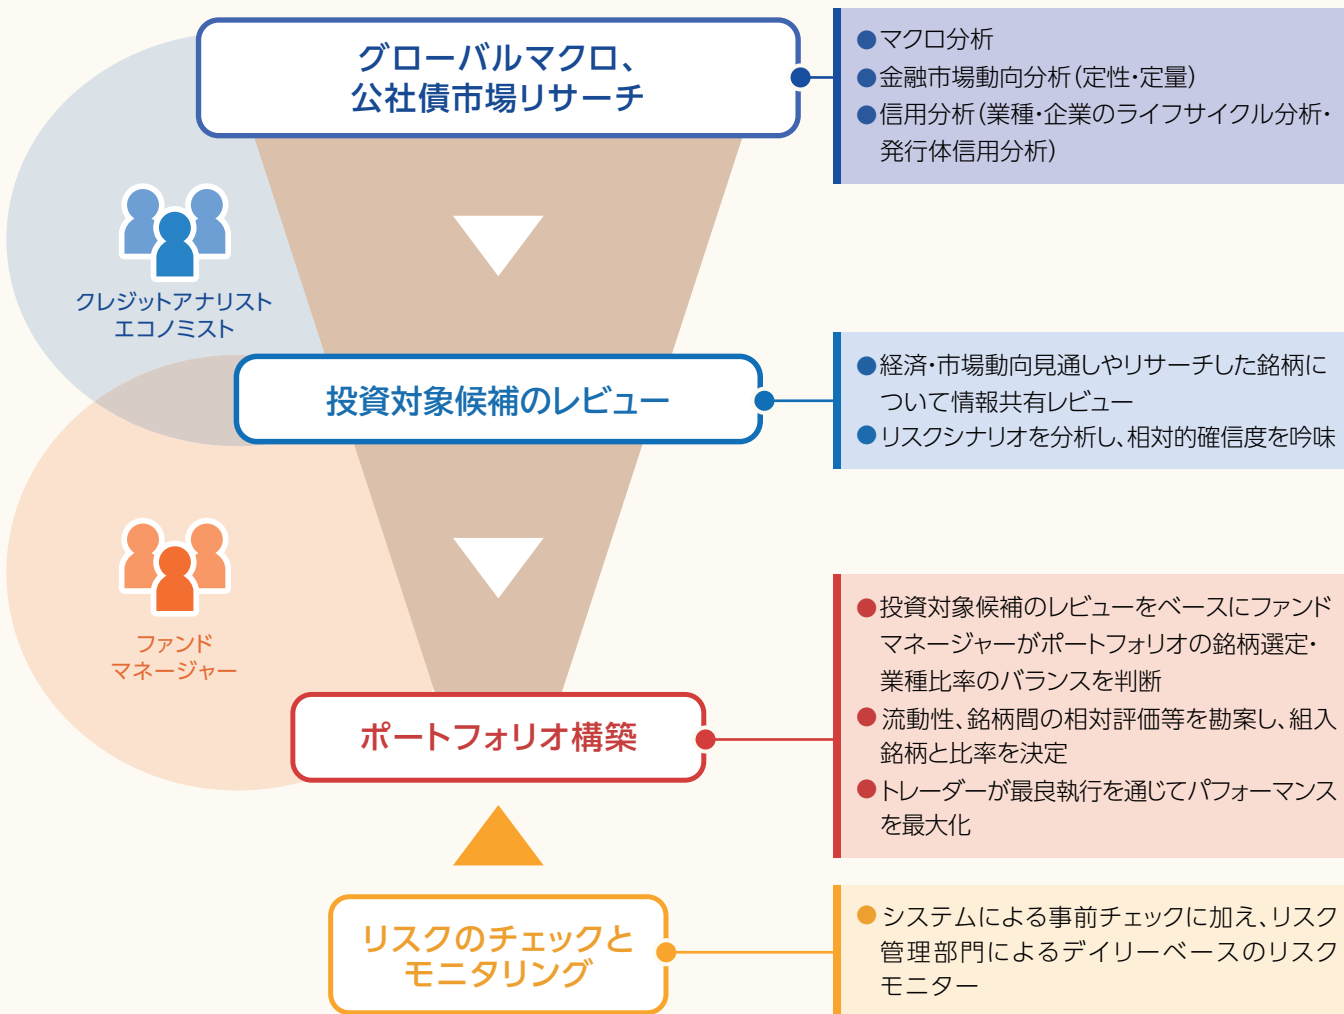 グローバルマクロ、
公社債市場リサーチ
●マクロ分析
●金融市場動向分析(定性・定量)
●信用分析(業種・企業のライフサイクル分析・
発行体信用分析)
クレジットアナリスト
エコノミスト
投資対象候補のレビュー
●経済・市場動向見通しやリサーチした銘柄に
ついて情報共有レビュー
●リスクシナリオを分析し、相対的確信度を吟味
ファンド
マネージャー
ポートフォリオ構築
●投資対象候補のレビューをベースにファンド
マネージャーがポートフォリオの銘柄選定・
業種比率のバランスを判断
●流動性、銘柄間の相対評価等を勘案し、組入
銘柄と比率を決定
●トレーダーが最良執行を通じてパフォーマンス
を最大化
リスクのチェックと
モニタリング
●システムによる事前チェックに加え、リスク
管理部門によるデイリーベースのリスク
モニター